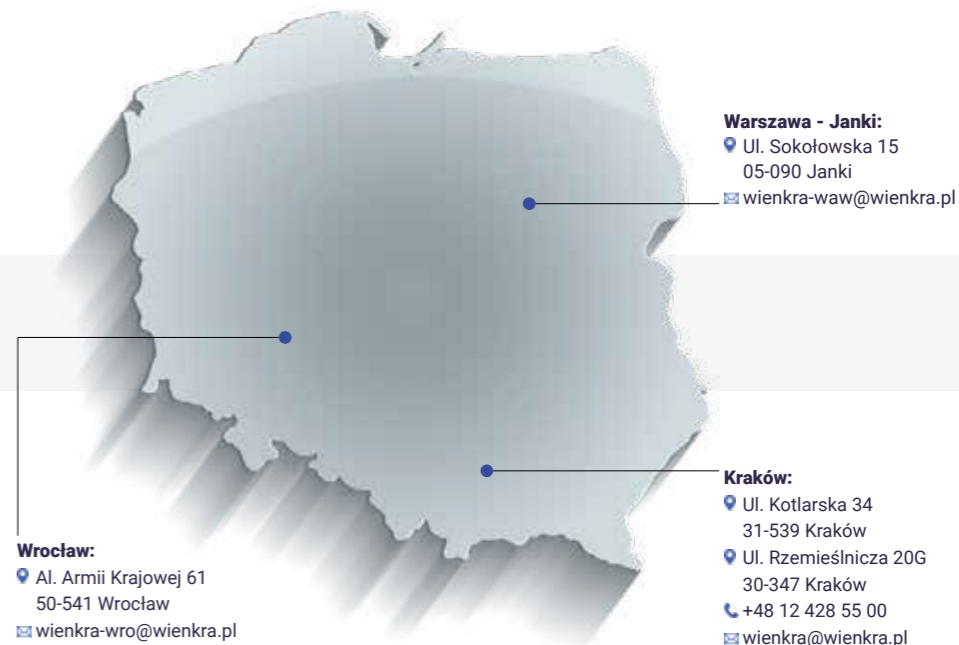 Warszawa - Janki:
Ul. Sokołowska 15
05-090 Janki
wienkra-waw@wienkra.pl
Kraków:
Ul. Kotlarska 34
31-539 Kraków
Ul. Rzemieślnicza 20G
30-347 Kraków
+48 12 428 55 00
wienkra@wienkra.pl
Wrocław:
Al. Armii Krajowej 61
50-541 Wrocław
wienkra-wro@wienkra.pl